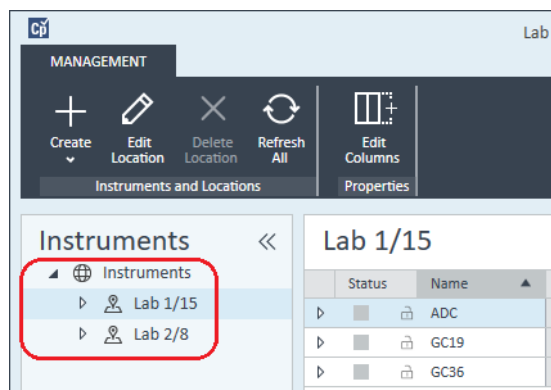 Lab
MANAGEMENT
Create
Edit Location
Delete Location
Refresh All
Edit Columns
Instruments and Locations
Properties
Instruments
Lab 1/15
Instruments
Lab 1/15
Lab 2/8
Status Name
ADC
GC19
GC36